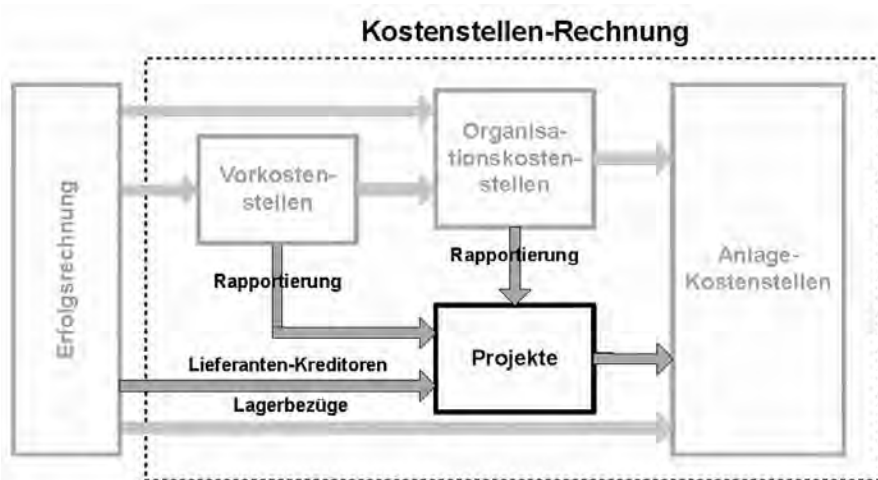 Kostenstellen-Rechnung
Erfolgsrechnung
Vorkosten-
stellen
Organisa-
tionskosten-
stellen
Anlage-
Kostenstellen
Rapportierung
Rapportierung
Projekte
Lieferanten-Kreditoren
Lagerbezüge